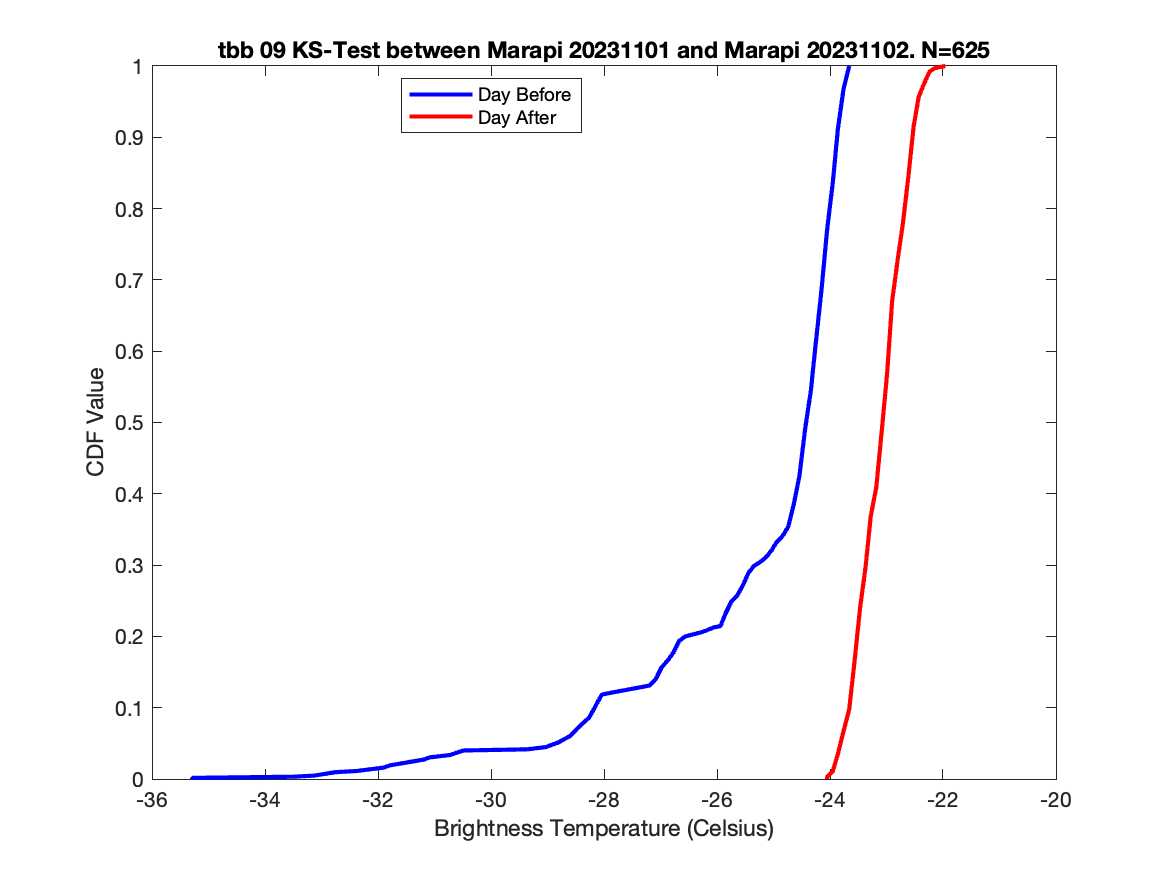 tbb 09 KS-Test between Marapi 20231101 and Marapi 20231102. N=625
1
Day Before
Day After
0.9
0.8
0.7
0.6
0.5
0.4
0.3
0.2
0.1
0
CDF Value
-36 -34 -32 -30 -28 -26 -24 -22 -20
Brightness Temperature (Celsius)